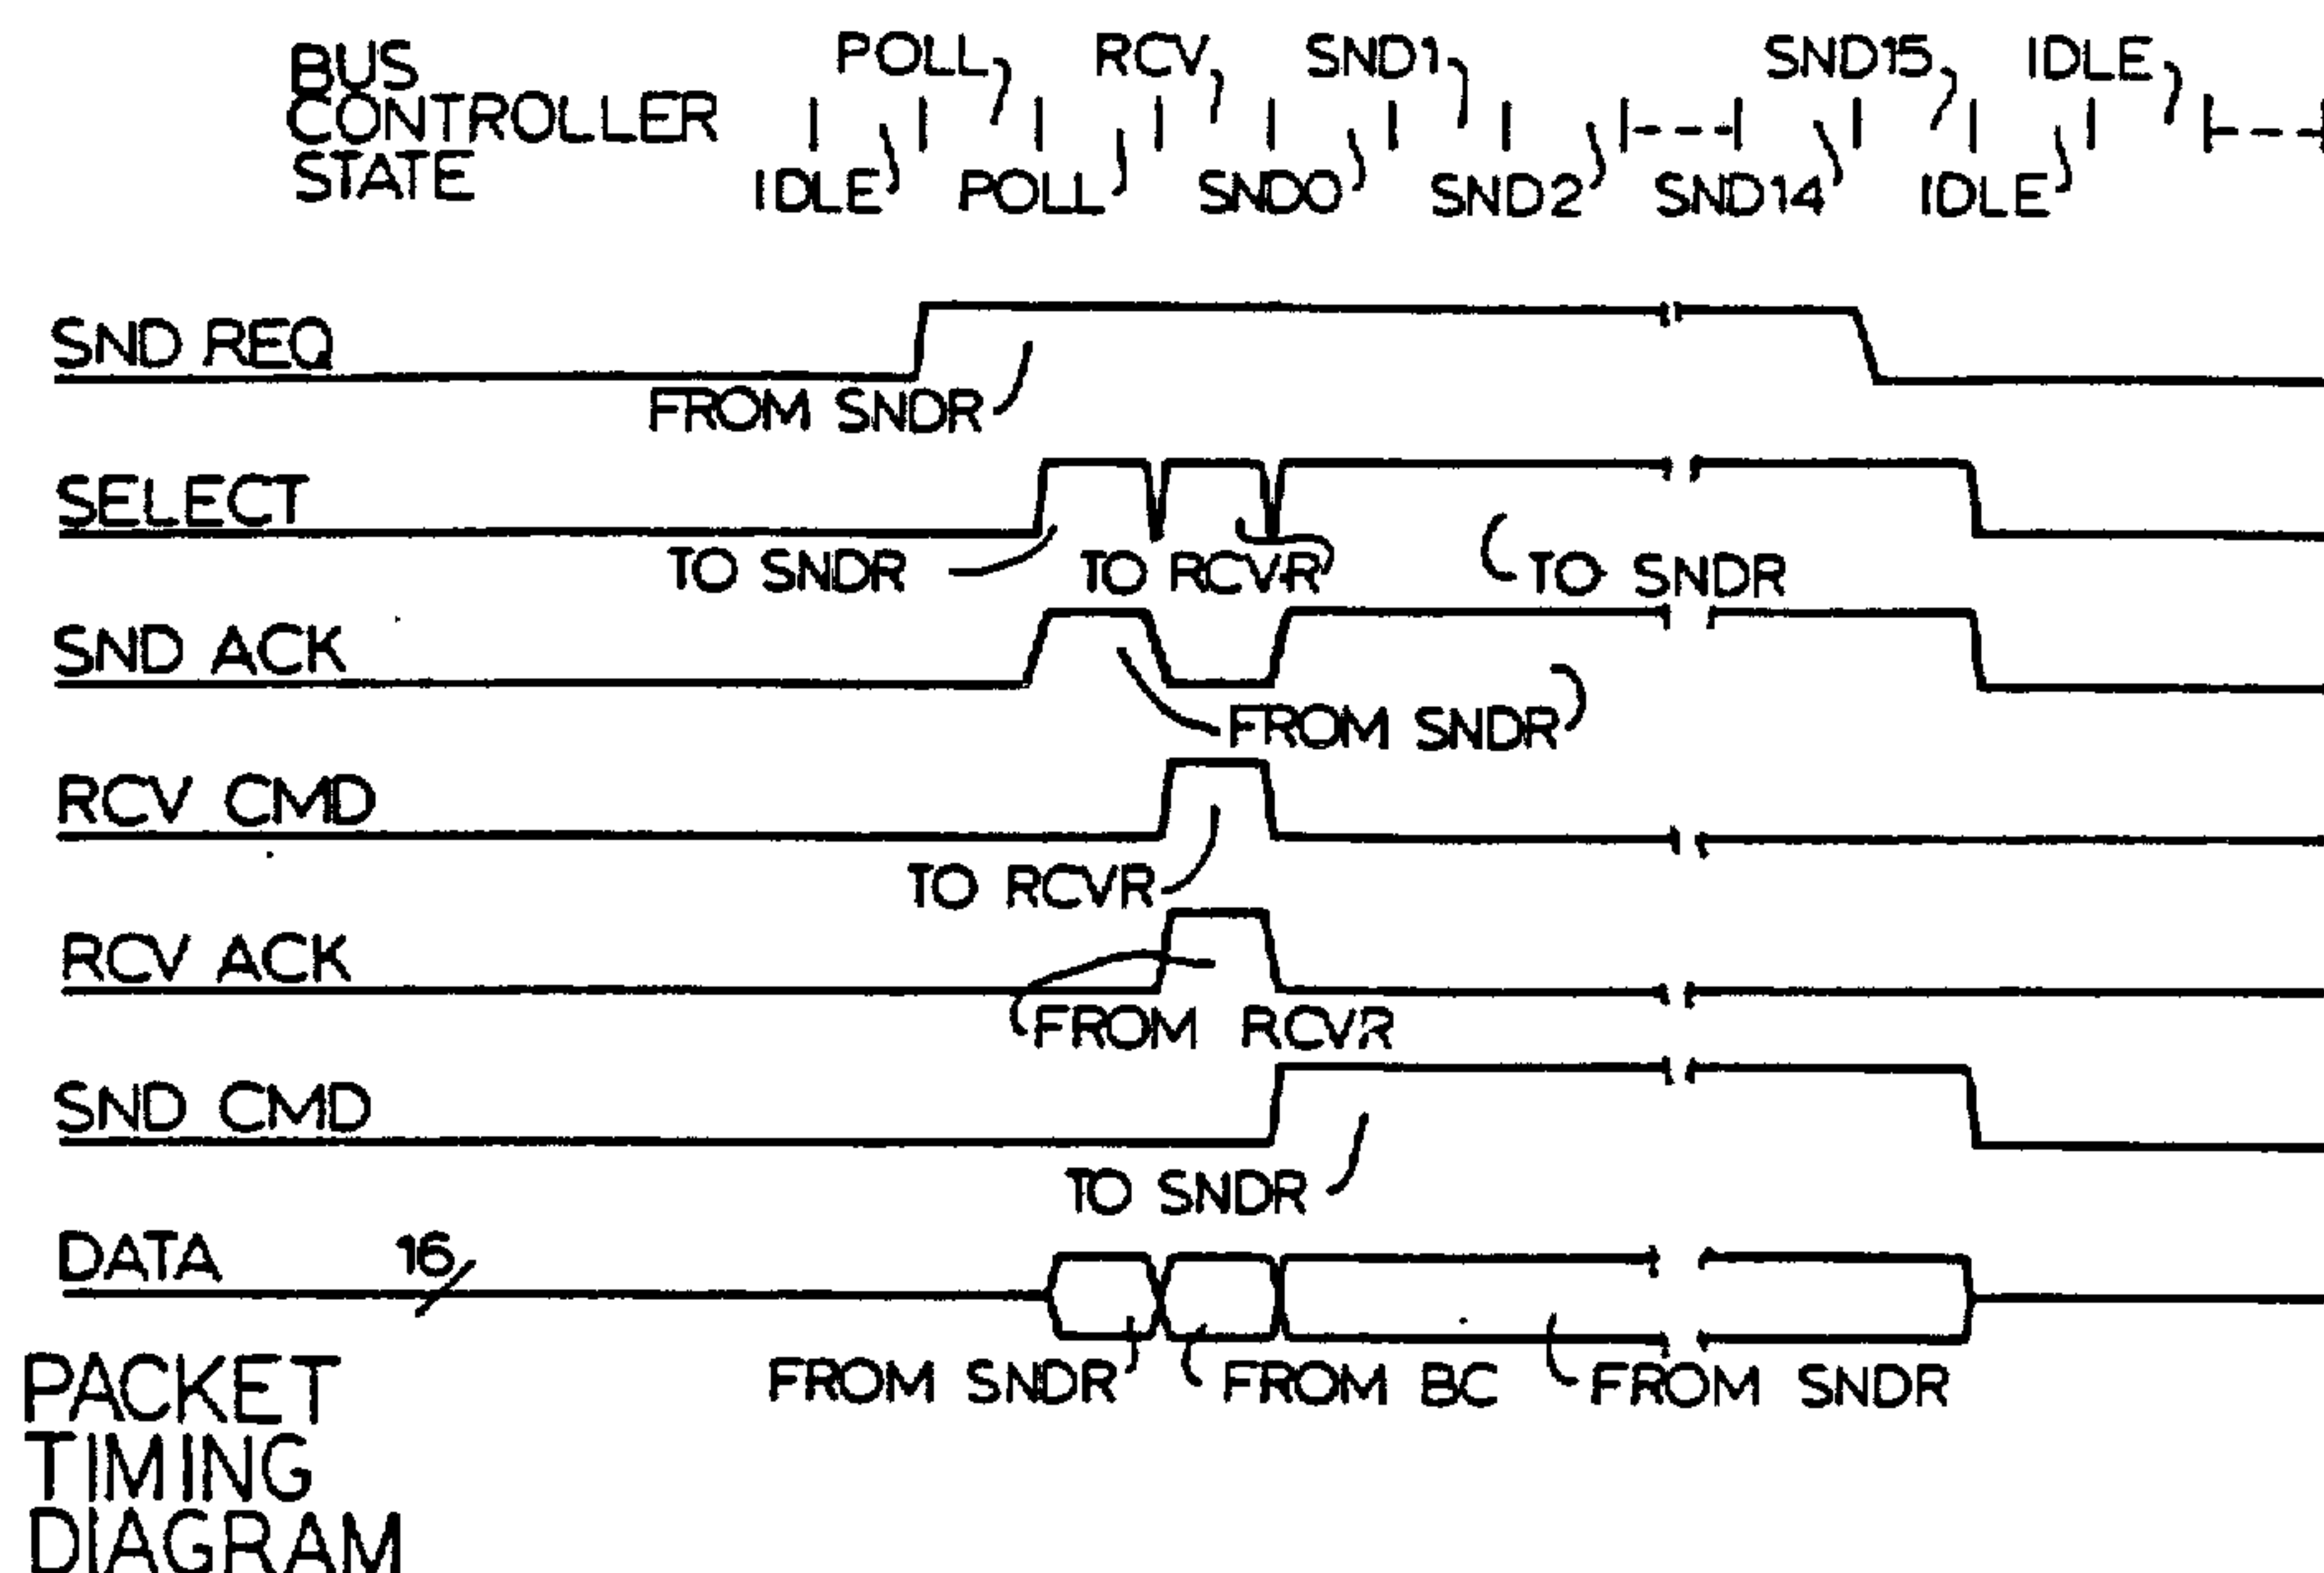 BUS
CONTROLLER
STATE
POLL RCV SND1 SND15 IDLE
IDLE POLL SND0 SND2 SND14 IDLE
SND REQ
FROM SNDR
SELECT
TO SNDR TO RCVR TO SNDR
SND ACK
FROM SNDR
RCV CMD
TO RCVR
RCV ACK
FROM RCVR
SND CMD
TO SNDR
DATA 16
FROM SNDR FROM BC FROM SNDR
PACKET
TIMING
DIAGRAM